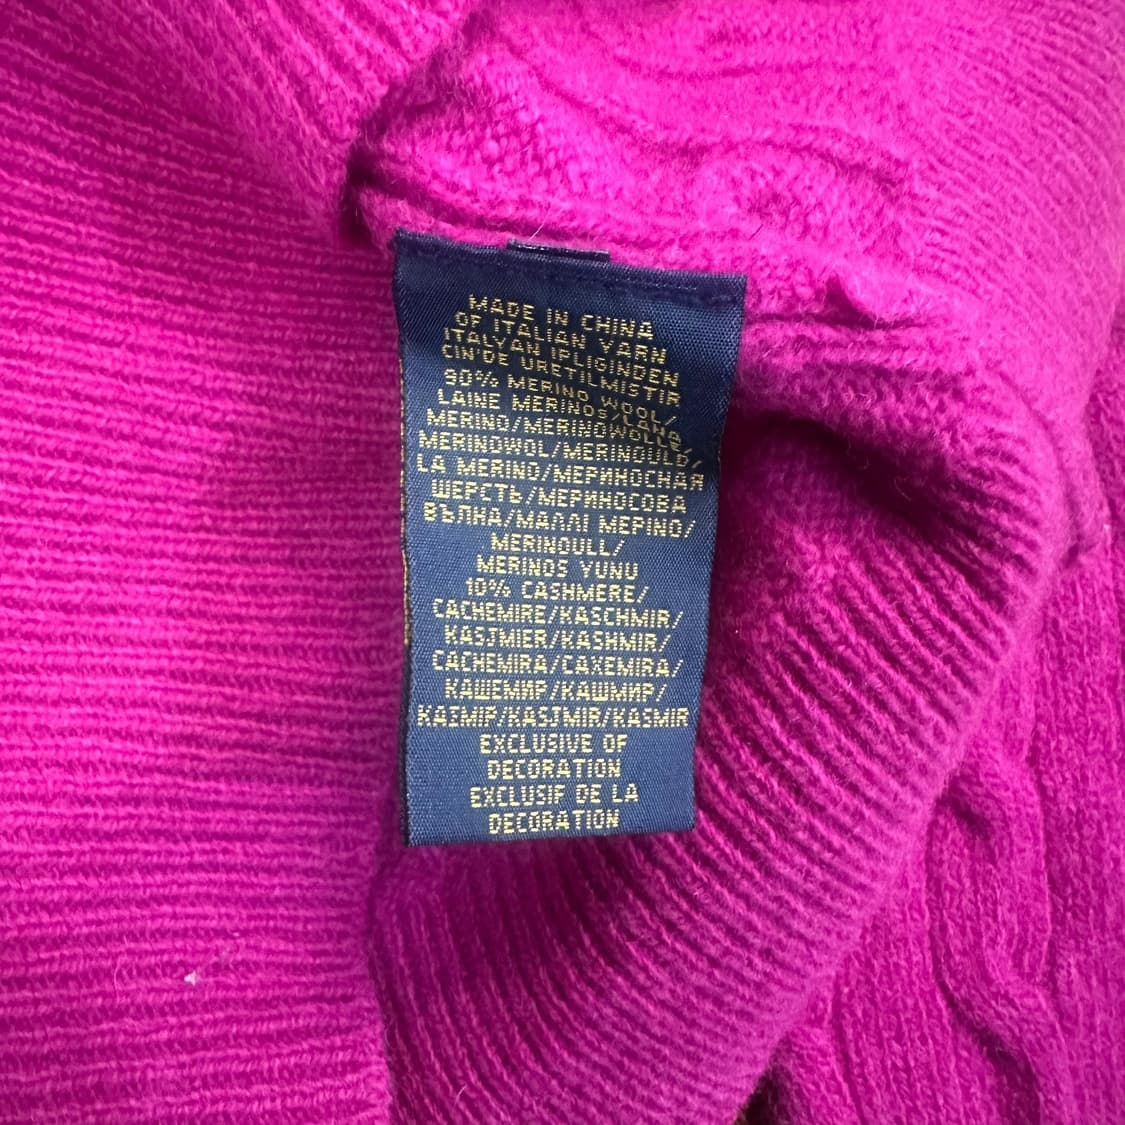 MADE IN CHINA
OF ITALIAN YARN
ITALYAN IPLIGINDEN
CIN'DE URETILMISTIR
90% MERINO WOOL/
LAINE MERINOS/LANA
MERINO/MERINOWOLLE/
MERINOWOL/MERINOULD/
LA MERINO/МЕРИНОСНАЯ
ШЕРСТЬ/МЕРИНОСОВА
ВЪЛНА/ΜΑΛΛΙ ΜΕΡΙΝΟ/
MERINOULL/
MERINOS YUNU
10% CASHMERE/
CACHEMIRE/KASCHMIR/
KASJMIER/KASHMIR/
CACHEMIRA/CAXEMIRA/
КАШЕМИР/КАШМИР/
ΚΑΣΜΙΡ/KASJMIR/KASMIR
EXCLUSIVE OF
DECORATION
EXCLUSIF DE LA
DECORATION